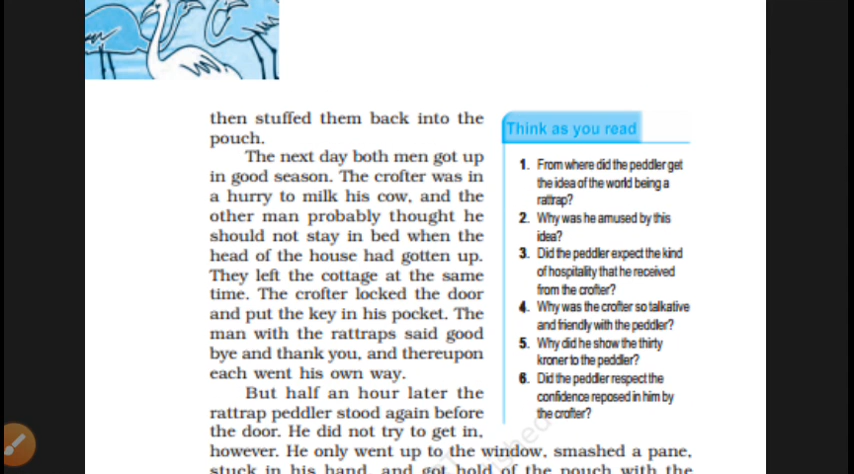 then stuffed them back into the
pouch.
The next day both men got up
in good season. The crofter was in
a hurry to milk his cow, and the
other man probably thought he
should not stay in bed when the
head of the house had gotten up.
They left the cottage at the same
time. The crofter locked the door
and put the key in his pocket. The
man with the rattraps said good
bye and thank you, and thereupon
each went his own way.
But half an hour later the
rattrap peddler stood again before
the door. He did not try to get in,
however. He only went up to the window, smashed a pane,
stuck in his hand, and got hold of the pouch with the
Think as you read
1. From where did the peddler get
the idea of the world being a
rattrap?
2. Why was he amused by this
idea?
3. Did the peddler expect the kind
of hospitality that he received
from the crofter?
4. Why was the crofter so talkative
and friendly with the peddler?
5. Why did he show the thirty
kroner to the peddler?
6. Did the peddler respect the
confidence reposed in him by
the crofter?